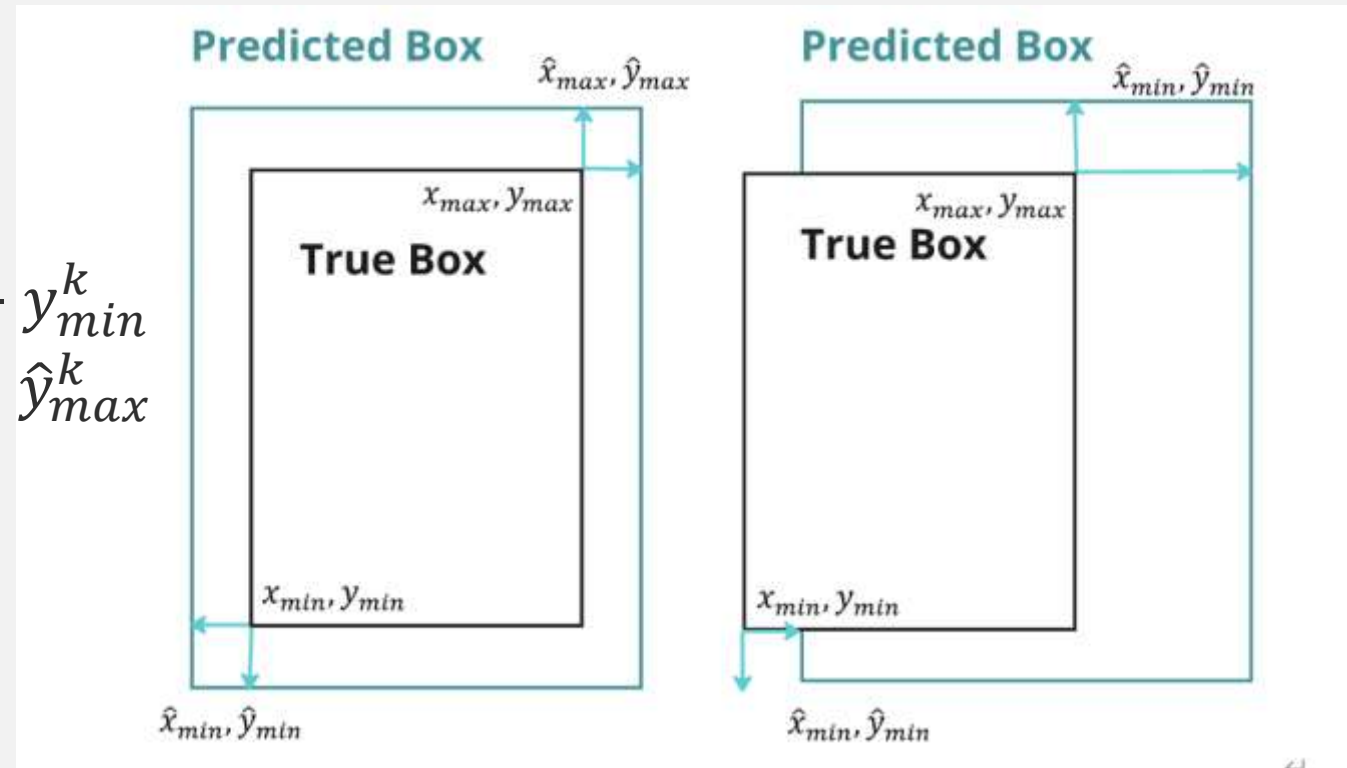 Predicted Box
x̂max, ŷmax
xmax, ymax
True Box
xmin, ymin
x̂min, ŷmin
Predicted Box
x̂min, ŷmin
xmax, ymax
True Box
xmin, ymin
x̂min, ŷmin
y^k_min
ŷ^k_max